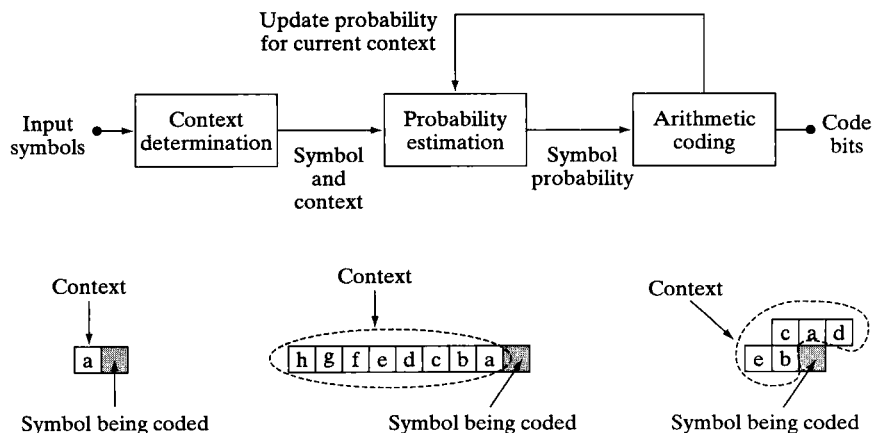 Update probability
for current context
Input
symbols
Context
determination
Symbol
and
context
Probability
estimation
Symbol
probability
Arithmetic
coding
Code
bits
Context
a
Symbol being coded
Context
h g f e d c b a
Symbol being coded
Context
c a d
e b
Symbol being coded